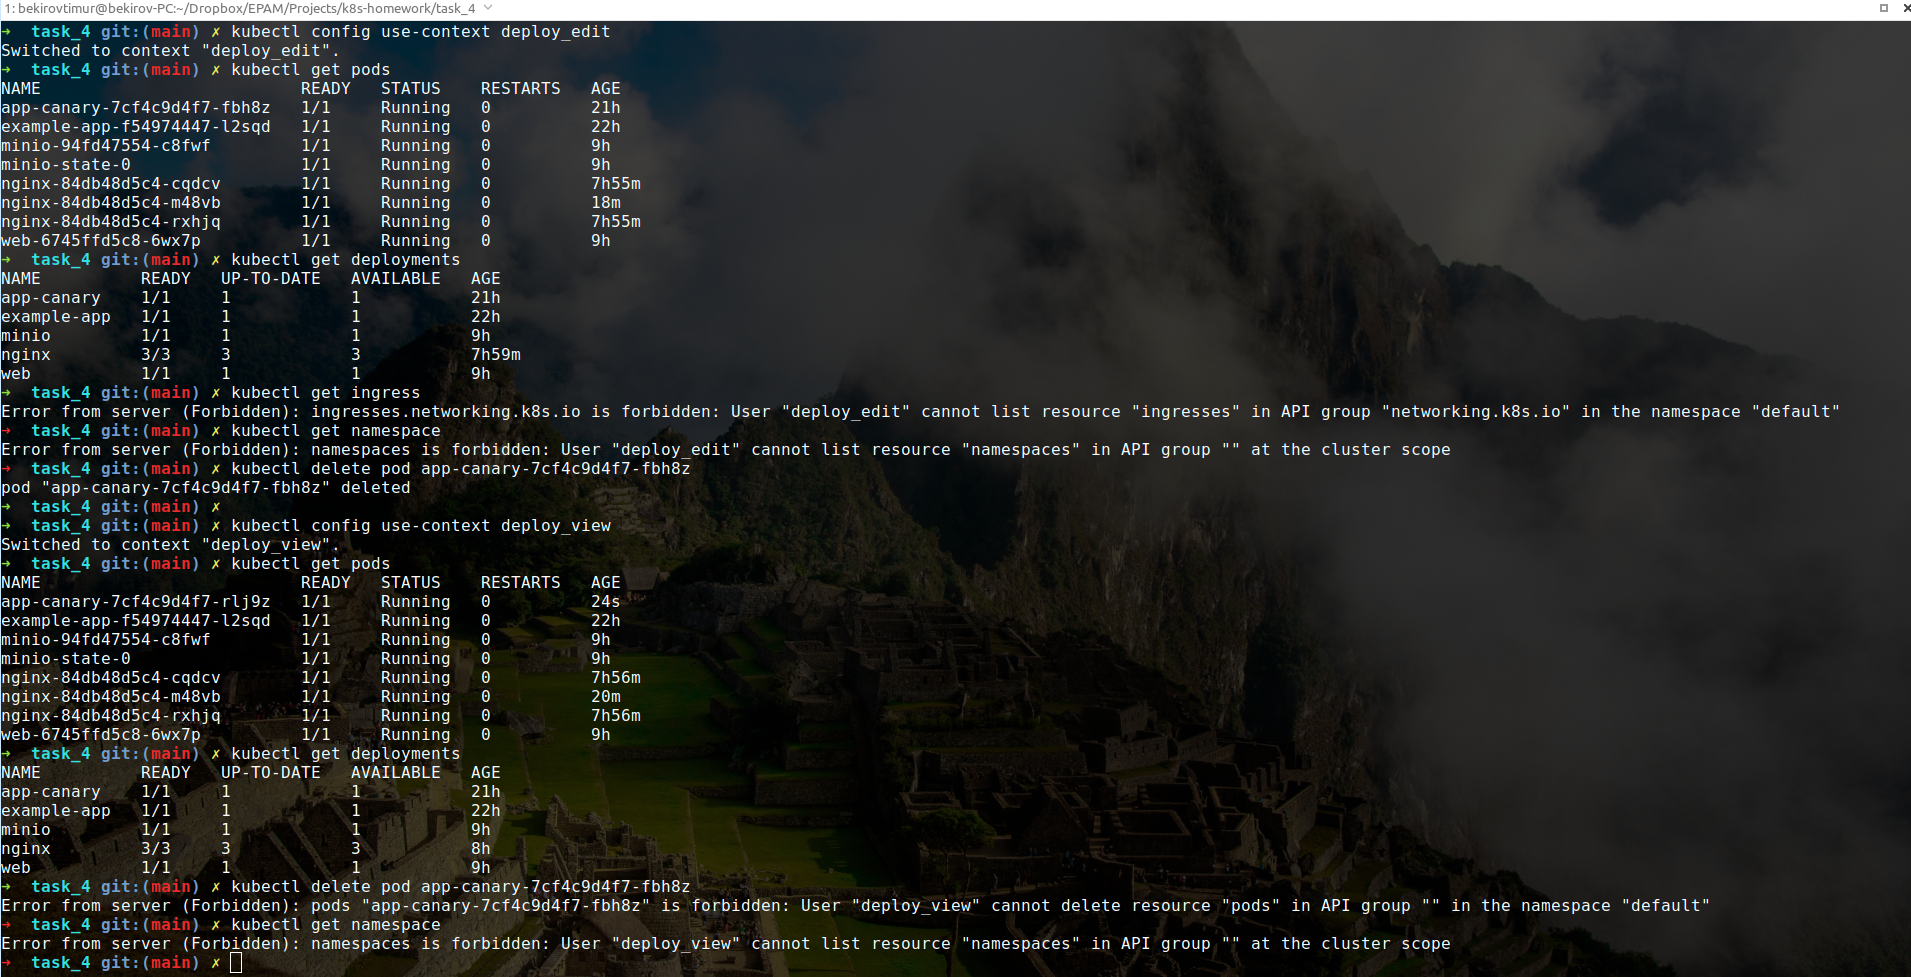 1: bekirovtimur@bekirov-PC:~/Dropbox/EPAM/Projects/k8s-homework/task_4
➜  task_4 git:(main) ✗ kubectl config use-context deploy_edit
Switched to context "deploy_edit".
➜  task_4 git:(main) ✗ kubectl get pods
NAME                          READY   STATUS    RESTARTS   AGE
app-canary-7cf4c9d4f7-fbh8z   1/1     Running   0          21h
example-app-f54974447-l2sqd   1/1     Running   0          22h
minio-94fd47554-c8fwf         1/1     Running   0          9h
minio-state-0                 1/1     Running   0          9h
nginx-84db48d5c4-cqdcv        1/1     Running   0          7h55m
nginx-84db48d5c4-m48vb        1/1     Running   0          18m
nginx-84db48d5c4-rxhjq        1/1     Running   0          7h55m
web-6745ffd5c8-6wx7p          1/1     Running   0          9h
➜  task_4 git:(main) ✗ kubectl get deployments
NAME          READY   UP-TO-DATE   AVAILABLE   AGE
app-canary    1/1     1            1           21h
example-app   1/1     1            1           22h
minio         1/1     1            1           9h
nginx         3/3     3            3           7h59m
web           1/1     1            1           9h
➜  task_4 git:(main) ✗ kubectl get ingress
Error from server (Forbidden): ingresses.networking.k8s.io is forbidden: User "deploy_edit" cannot list resource "ingresses" in API group "networking.k8s.io" in the namespace "default"
➜  task_4 git:(main) ✗ kubectl get namespace
Error from server (Forbidden): namespaces is forbidden: User "deploy_edit" cannot list resource "namespaces" in API group "" at the cluster scope
➜  task_4 git:(main) ✗ kubectl delete pod app-canary-7cf4c9d4f7-fbh8z
pod "app-canary-7cf4c9d4f7-fbh8z" deleted
➜  task_4 git:(main) ✗
➜  task_4 git:(main) ✗ kubectl config use-context deploy_view
Switched to context "deploy_view".
➜  task_4 git:(main) ✗ kubectl get pods
NAME                          READY   STATUS    RESTARTS   AGE
app-canary-7cf4c9d4f7-rlj9z   1/1     Running   0          24s
example-app-f54974447-l2sqd   1/1     Running   0          22h
minio-94fd47554-c8fwf         1/1     Running   0          9h
minio-state-0                 1/1     Running   0          9h
nginx-84db48d5c4-cqdcv        1/1     Running   0          7h56m
nginx-84db48d5c4-m48vb        1/1     Running   0          20m
nginx-84db48d5c4-rxhjq        1/1     Running   0          7h56m
web-6745ffd5c8-6wx7p          1/1     Running   0          9h
➜  task_4 git:(main) ✗ kubectl get deployments
NAME          READY   UP-TO-DATE   AVAILABLE   AGE
app-canary    1/1     1            1           21h
example-app   1/1     1            1           22h
minio         1/1     1            1           9h
nginx         3/3     3            3           8h
web           1/1     1            1           9h
➜  task_4 git:(main) ✗ kubectl delete pod app-canary-7cf4c9d4f7-fbh8z
Error from server (Forbidden): pods "app-canary-7cf4c9d4f7-fbh8z" is forbidden: User "deploy_view" cannot delete resource "pods" in API group "" in the namespace "default"
➜  task_4 git:(main) ✗ kubectl get namespace
Error from server (Forbidden): namespaces is forbidden: User "deploy_view" cannot list resource "namespaces" in API group "" at the cluster scope
➜  task_4 git:(main) ✗